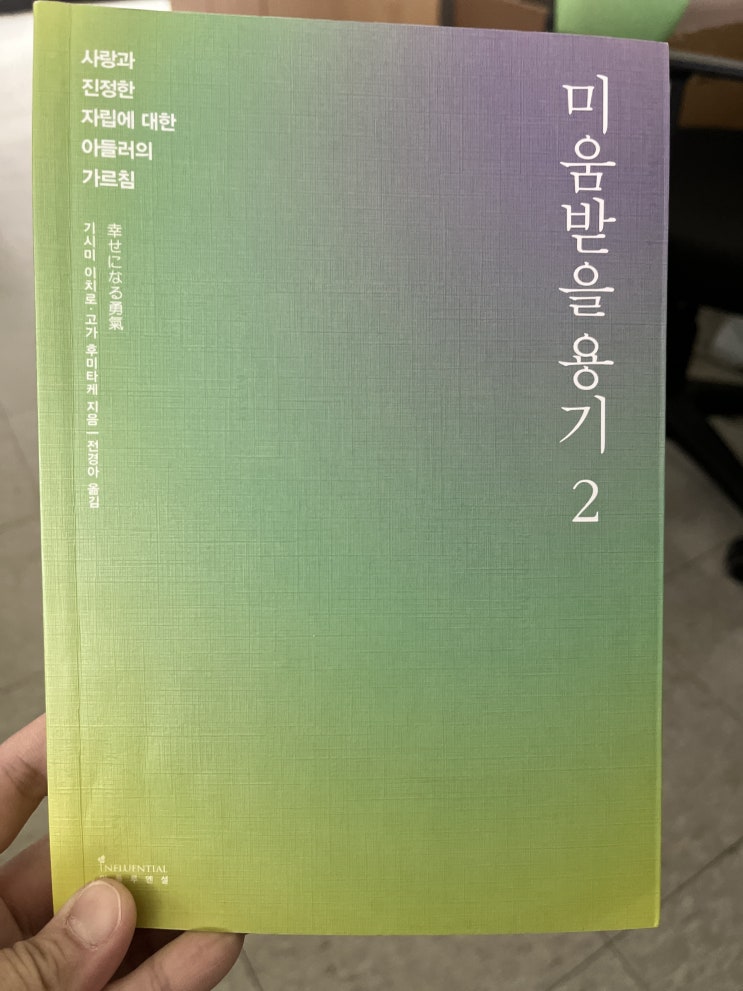 사랑과
진정한
자립에 대한
아들러의
가르침
미움받을 용기 2
幸せになる勇氣
기시미 이치로·고가 후미타케 지음 | 전경아 옮김
INFLUENTIAL